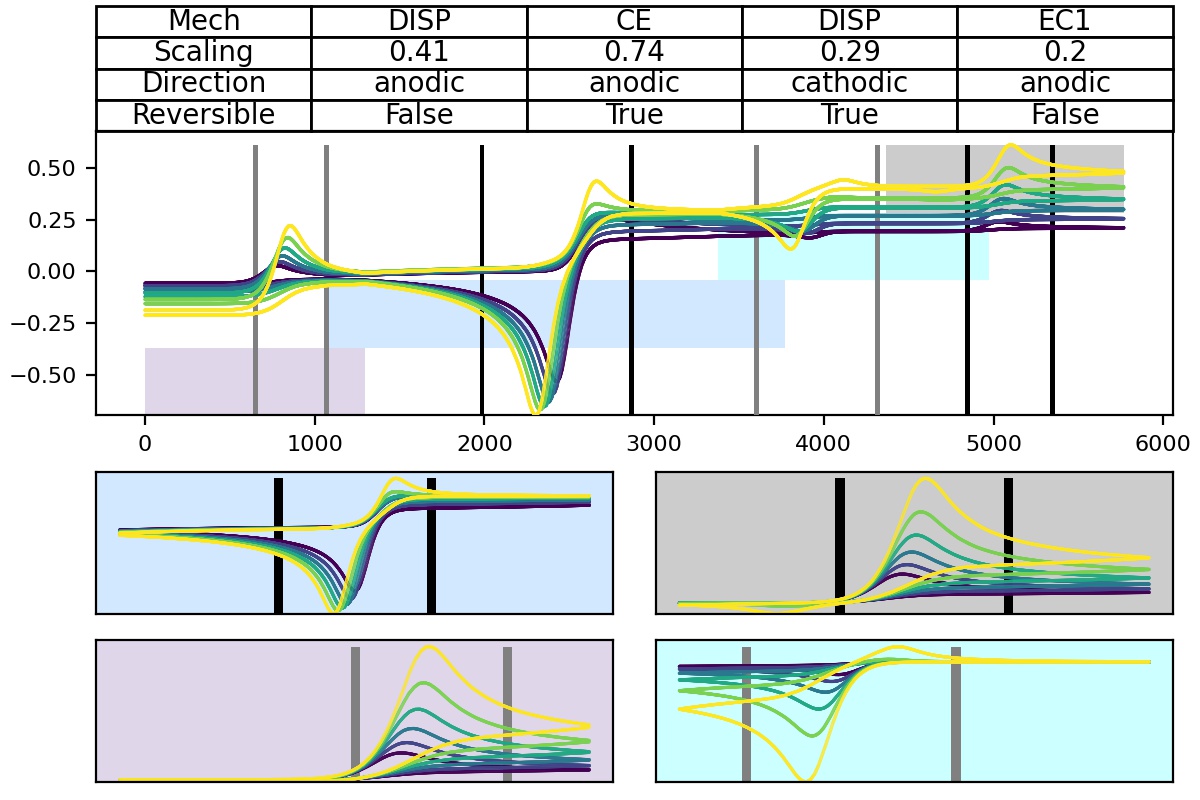 Mech DISP CE DISP EC1
Scaling 0.41 0.74 0.29 0.2
Direction anodic anodic cathodic anodic
Reversible False True True False
0.50
0.25
0.00
−0.25
−0.50
0 1000 2000 3000 4000 5000 6000